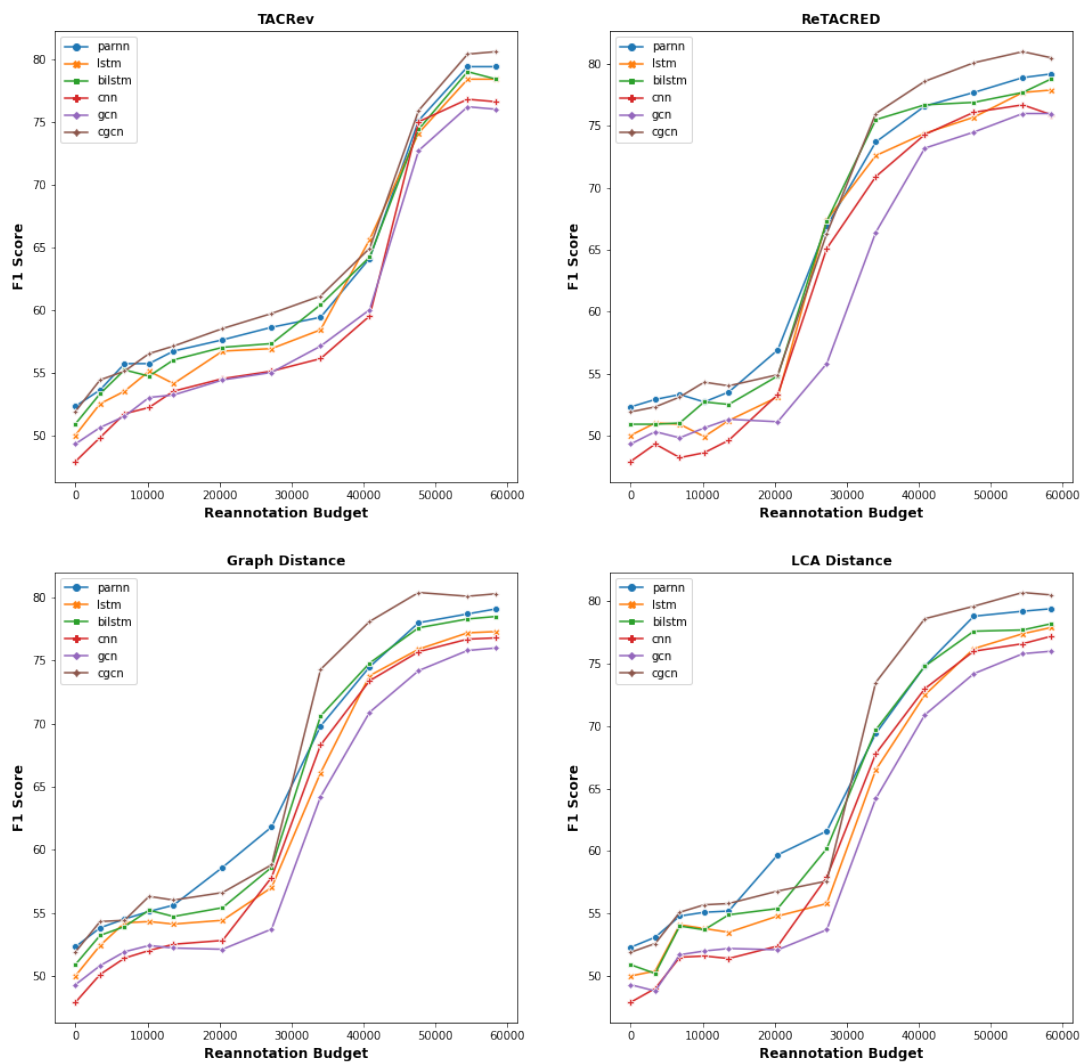 TACRev
F1 Score
80
75
70
65
60
55
50
parnn
lstm
bilstm
cnn
gcn
cgcn
0 10000 20000 30000 40000 50000 60000
Reannotation Budget
ReTACRED
F1 Score
80
75
70
65
60
55
50
parnn
lstm
bilstm
cnn
gcn
cgcn
0 10000 20000 30000 40000 50000 60000
Reannotation Budget
Graph Distance
F1 Score
80
75
70
65
60
55
50
parnn
lstm
bilstm
cnn
gcn
cgcn
0 10000 20000 30000 40000 50000 60000
Reannotation Budget
LCA Distance
F1 Score
80
75
70
65
60
55
50
parnn
lstm
bilstm
cnn
gcn
cgcn
0 10000 20000 30000 40000 50000 60000
Reannotation Budget